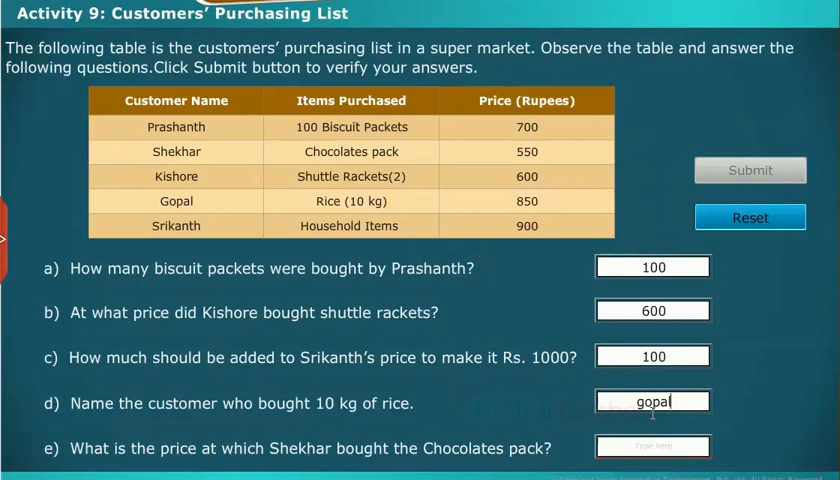 Activity 9: Customers' Purchasing List
The following table is the customers' purchasing list in a super market. Observe the table and answer the
following questions.Click Submit button to verify your answers.
Customer Name Items Purchased Price (Rupees)
Prashanth 100 Biscuit Packets 700
Shekhar Chocolates pack 550
Kishore Shuttle Rackets(2) 600
Gopal Rice (10 kg) 850
Srikanth Household Items 900
Submit
Reset
a) How many biscuit packets were bought by Prashanth? 100
b) At what price did Kishore bought shuttle rackets? 600
c) How much should be added to Srikanth's price to make it Rs. 1000? 100
d) Name the customer who bought 10 kg of rice. gopal
e) What is the price at which Shekhar bought the Chocolates pack? Type here